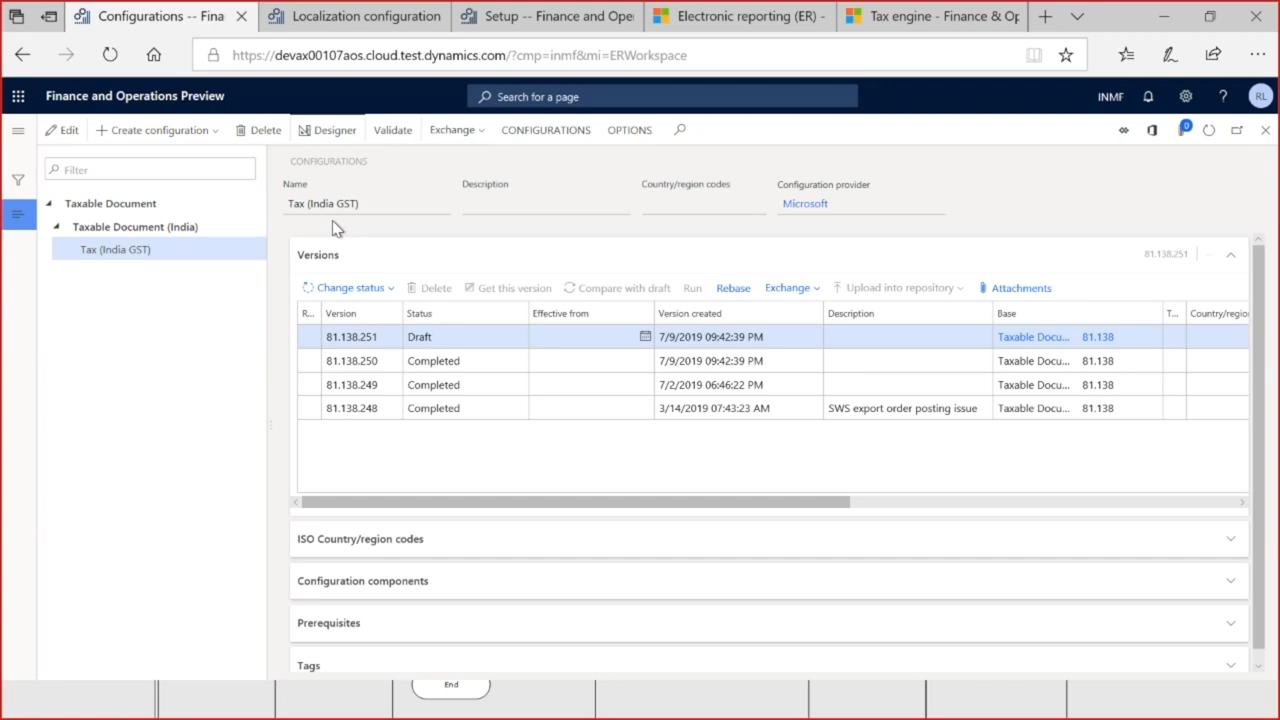 Configurations -- Fina
Localization configuration
Setup -- Finance and Oper
Electronic reporting (ER) -
Tax engine - Finance & Op
https://devax00107aos.cloud.test.dynamics.com/?cmp=inmf&mi=ERWorkspace
Finance and Operations Preview
Search for a page
INMF
?
RL
Edit
Create configuration
Delete
Designer
Validate
Exchange
CONFIGURATIONS
OPTIONS
0
Filter
Taxable Document
Taxable Document (India)
Tax (India GST)
CONFIGURATIONS
Name
Description
Country/region codes
Configuration provider
Tax (India GST)
Microsoft
Versions
81.138.251
Change status
Delete
Get this version
Compare with draft
Run
Rebase
Exchange
Upload into repository
Attachments
R... Version Status Effective from Version created Description Base T... Country/regio
81.138.251 Draft 7/9/2019 09:42:39 PM Taxable Docu... 81.138
81.138.250 Completed 7/9/2019 09:42:39 PM Taxable Docu... 81.138
81.138.249 Completed 7/2/2019 06:46:22 PM Taxable Docu... 81.138
81.138.248 Completed 3/14/2019 07:43:23 AM SWS export order posting issue Taxable Docu... 81.138
ISO Country/region codes
Configuration components
Prerequisites
Tags
End